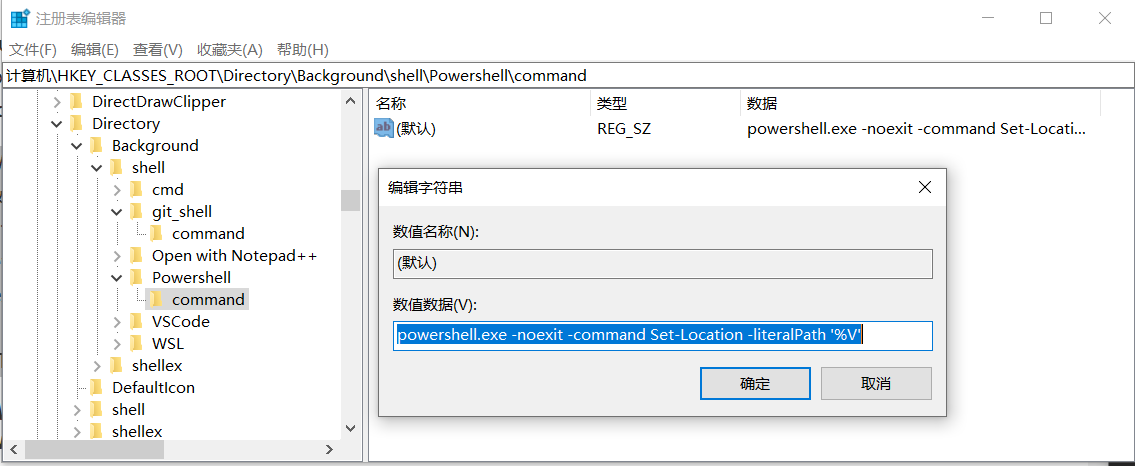 注册表编辑器
文件(F) 编辑(E) 查看(V) 收藏夹(A) 帮助(H)
计算机\HKEY_CLASSES_ROOT\Directory\Background\shell\Powershell\command
DirectDrawClipper
Directory
Background
shell
cmd
git_shell
command
Open with Notepad++
Powershell
command
VSCode
WSL
shellex
DefaultIcon
shell
shellex
名称 类型 数据
ab (默认) REG_SZ powershell.exe -noexit -command Set-Locati...
编辑字符串
数值名称(N):
(默认)
数值数据(V):
powershell.exe -noexit -command Set-Location -literalPath '%V'
确定 取消